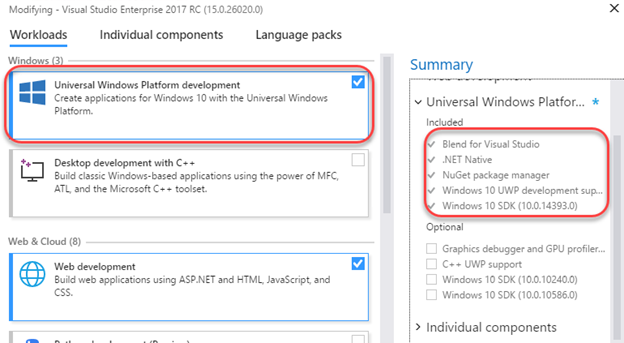 Modifying - Visual Studio Enterprise 2017 RC (15.0.26020.0)
Workloads
Individual components
Language packs
Windows (3)
Universal Windows Platform development
Create applications for Windows 10 with the Universal Windows
Platform.
Desktop development with C++
Build classic Windows-based applications using the power of MFC,
ATL, and the Microsoft C++ toolset.
Web & Cloud (8)
Web development
Build web applications using ASP.NET and HTML, JavaScript, and
CSS.
Summary
Universal Windows Platfor... *
Included
Blend for Visual Studio
.NET Native
NuGet package manager
Windows 10 UWP development sup...
Windows 10 SDK (10.0.14393.0)
Optional
Graphics debugger and GPU profiler...
C++ UWP support
Windows 10 SDK (10.0.10240.0)
Windows 10 SDK (10.0.10586.0)
Individual components